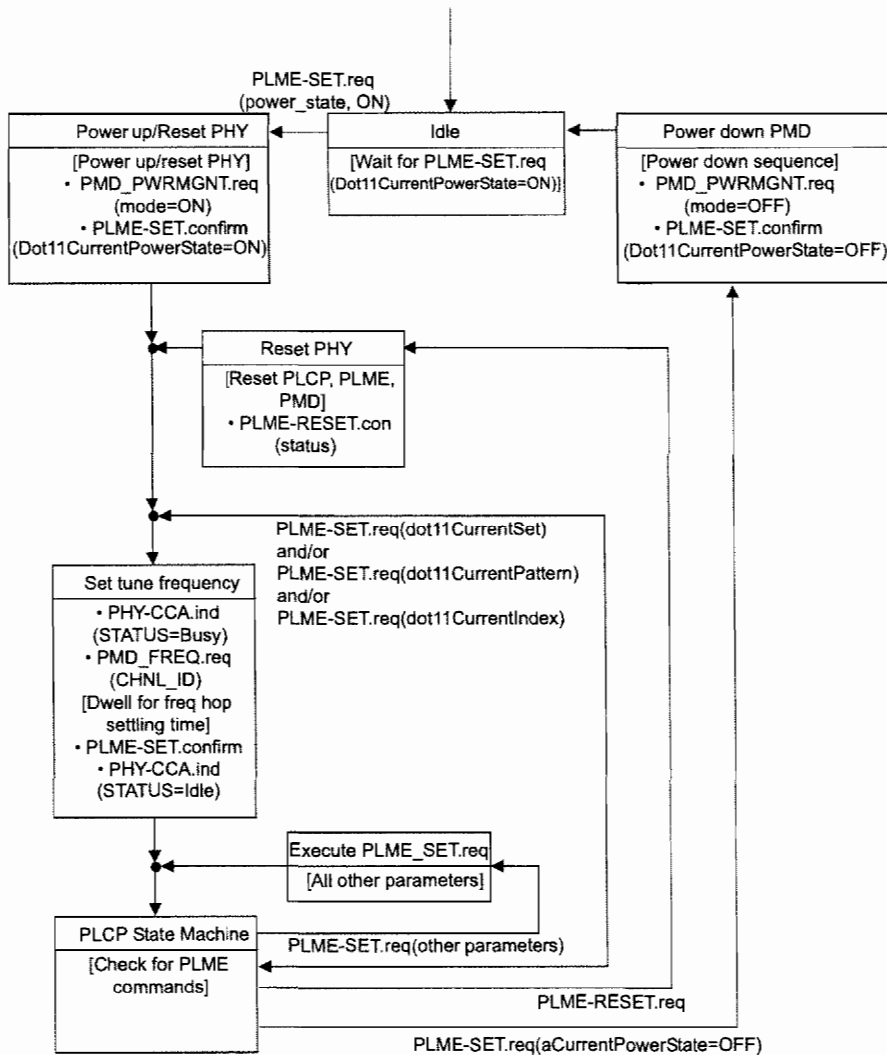 PLME-SET.req
(power_state, ON)
Power up/Reset PHY
[Power up/reset PHY]
• PMD_PWRMGNT.req
(mode=ON)
• PLME-SET.confirm
(Dot11CurrentPowerState=ON)
Idle
[Wait for PLME-SET.req
(Dot11CurrentPowerState=ON)]
Power down PMD
[Power down sequence]
• PMD_PWRMGNT.req
(mode=OFF)
• PLME-SET.confirm
(Dot11CurrentPowerState=OFF)
Reset PHY
[Reset PLCP, PLME,
PMD]
• PLME-RESET.con
(status)
PLME-SET.req(dot11CurrentSet)
and/or
PLME-SET.req(dot11CurrentPattern)
and/or
PLME-SET.req(dot11CurrentIndex)
Set tune frequency
• PHY-CCA.ind
(STATUS=Busy)
• PMD_FREQ.req
(CHNL_ID)
[Dwell for freq hop
settling time]
• PLME-SET.confirm
• PHY-CCA.ind
(STATUS=Idle)
Execute PLME_SET.req
[All other parameters]
PLCP State Machine
[Check for PLME
commands]
PLME-SET.req(other parameters)
PLME-RESET.req
PLME-SET.req(aCurrentPowerState=OFF)